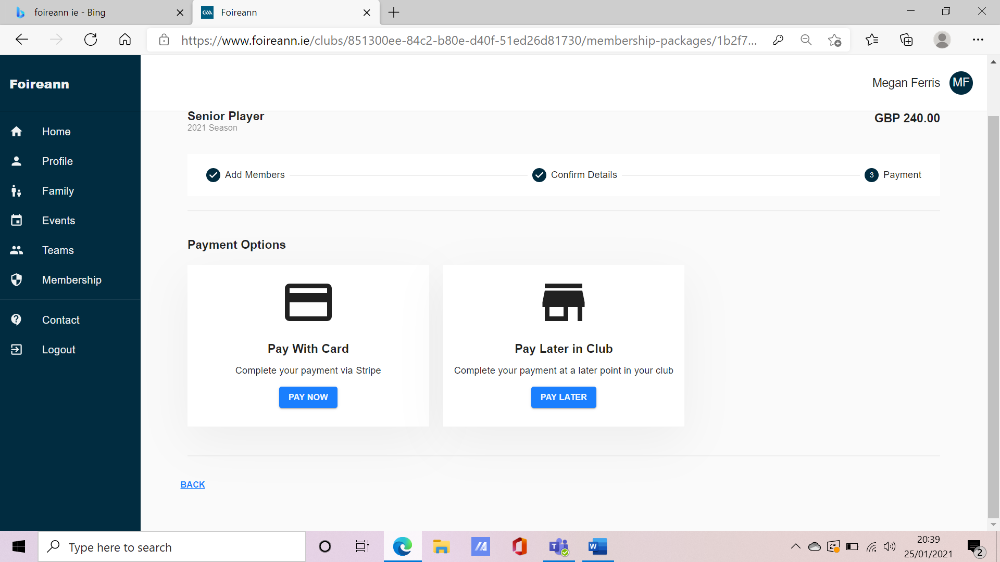 foireann ie - Bing
GAA
Foireann
https://www.foireann.ie/clubs/851300ee-84c2-b80e-d40f-51ed26d81730/membership-packages/1b2f7...
Foireann
Megan Ferris
MF
Home
Profile
Family
Events
Teams
Membership
Contact
Logout
Senior Player
GBP 240.00
2021 Season
Add Members
Confirm Details
3
Payment
Payment Options
Pay With Card
Complete your payment via Stripe
PAY NOW
Pay Later in Club
Complete your payment at a later point in your club
PAY LATER
BACK
Type here to search
T
W
20:39
25/01/2021
2